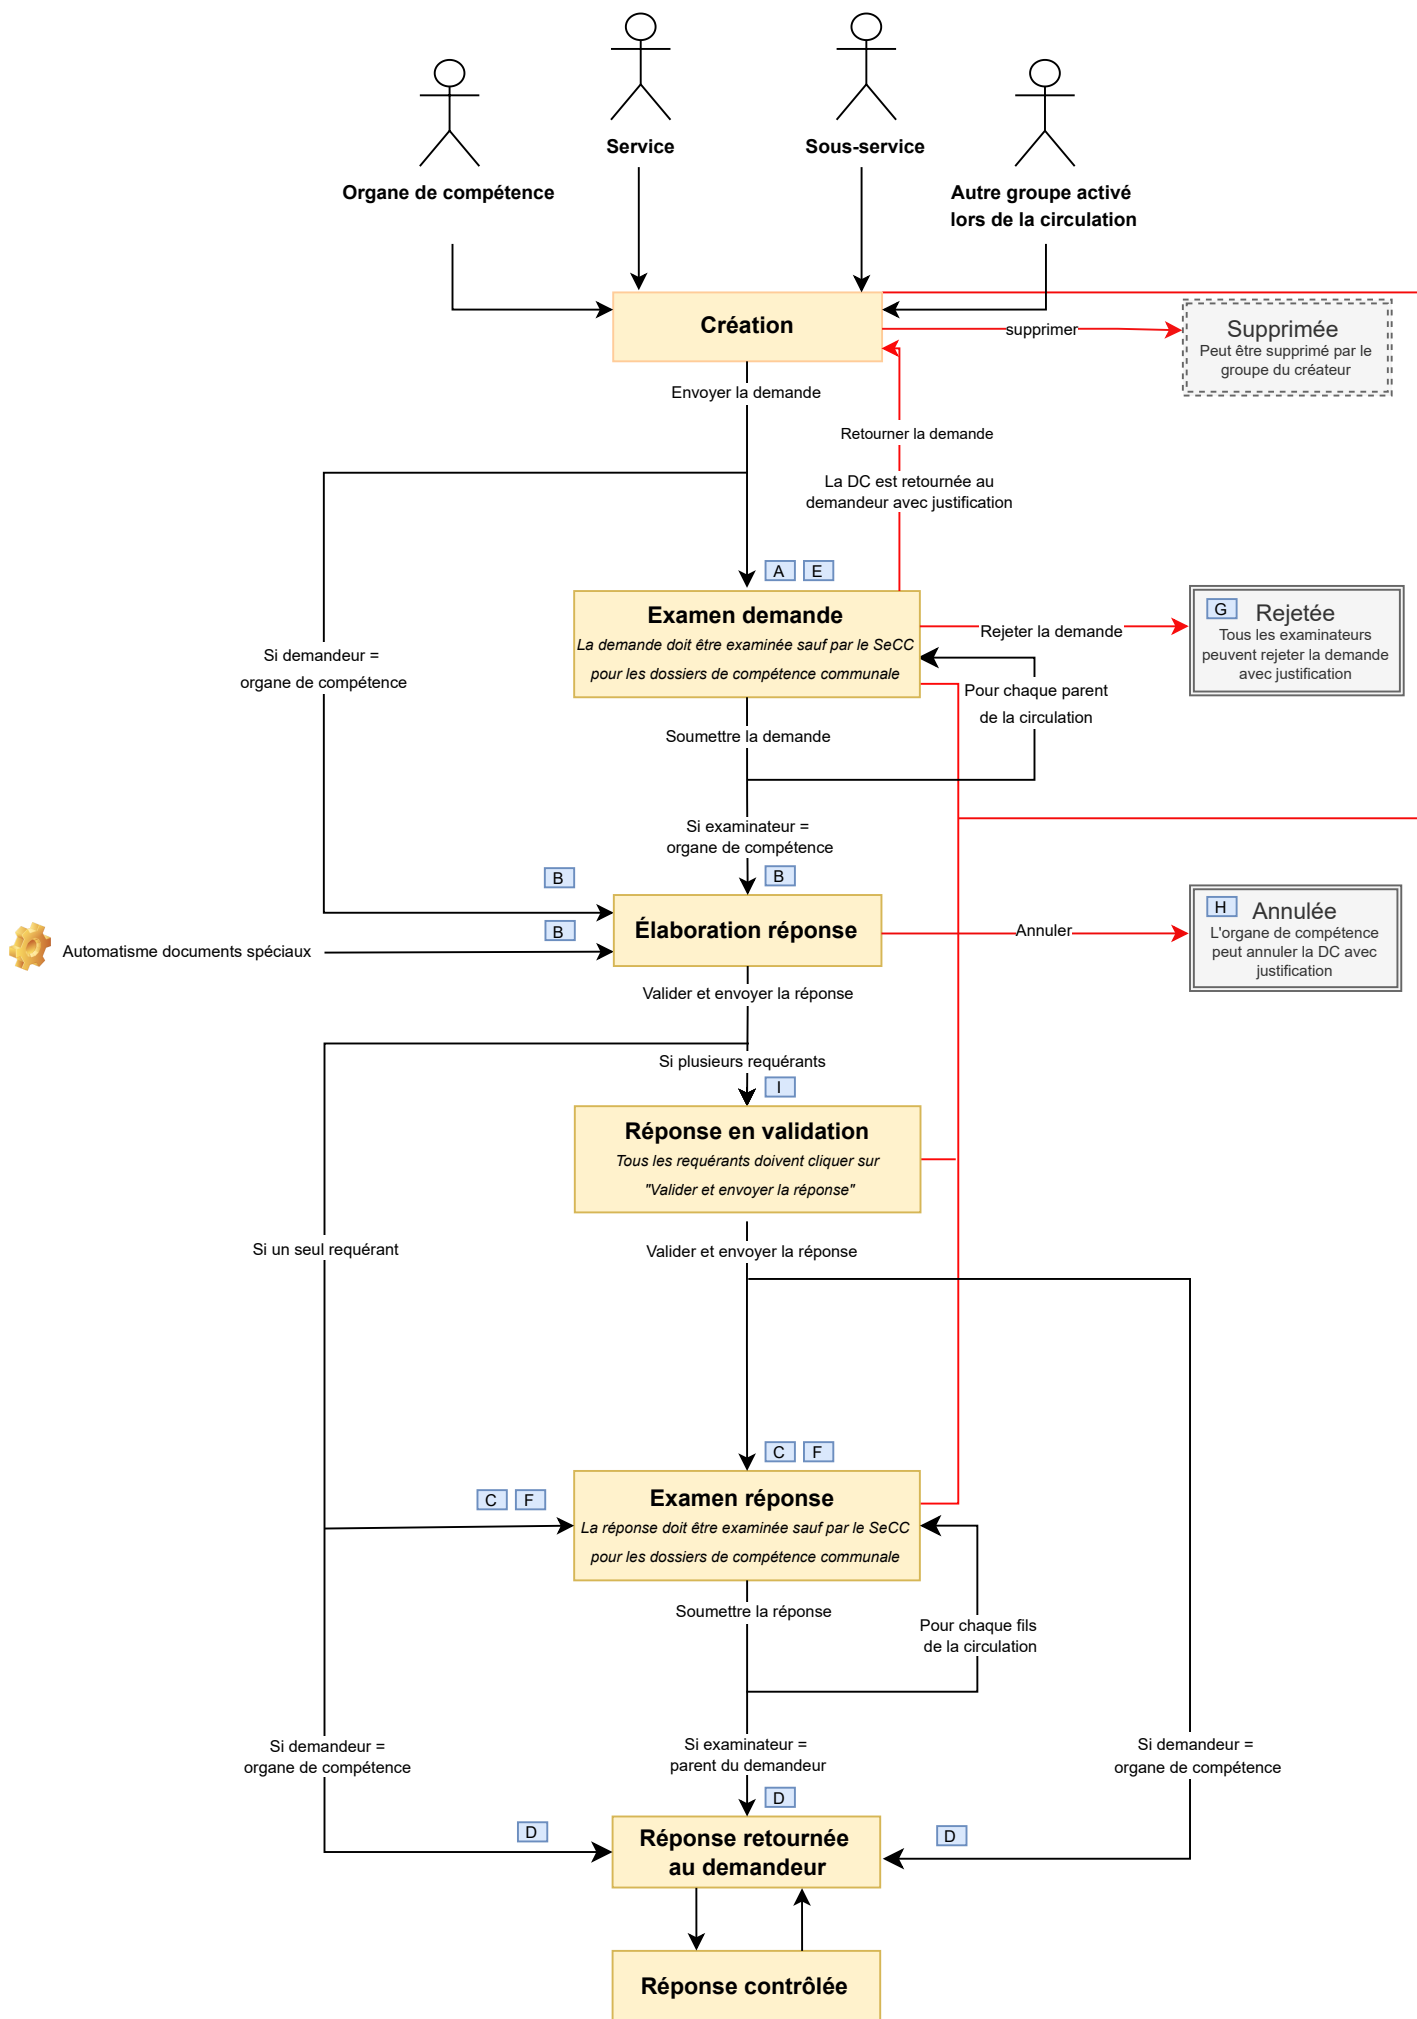 Service
Sous-service
Organe de compétence
Autre groupe activé
lors de la circulation
Création
supprimer
Supprimée
Peut être supprimé par le
groupe du créateur
Envoyer la demande
Retourner la demande
La DC est retournée au
demandeur avec justification
A
E
Examen demande
La demande doit être examinée sauf par le SeCC
pour les dossiers de compétence communale
Rejeter la demande
G
Rejetée
Tous les examinateurs
peuvent rejeter la demande
avec justification
Si demandeur =
organe de compétence
Pour chaque parent
de la circulation
Soumettre la demande
Si examinateur =
organe de compétence
B
B
B
Automatisme documents spéciaux
Élaboration réponse
Annuler
H
Annulée
L'organe de compétence
peut annuler la DC avec
justification
Valider et envoyer la réponse
Si plusieurs requérants
I
Réponse en validation
Tous les requérants doivent cliquer sur
"Valider et envoyer la réponse"
Si un seul requérant
Valider et envoyer la réponse
C
F
C
F
Examen réponse
La réponse doit être examinée sauf par le SeCC
pour les dossiers de compétence communale
Soumettre la réponse
Pour chaque fils
de la circulation
Si demandeur =
organe de compétence
Si examinateur =
parent du demandeur
Si demandeur =
organe de compétence
D
D
D
Réponse retournée
au demandeur
Réponse contrôlée